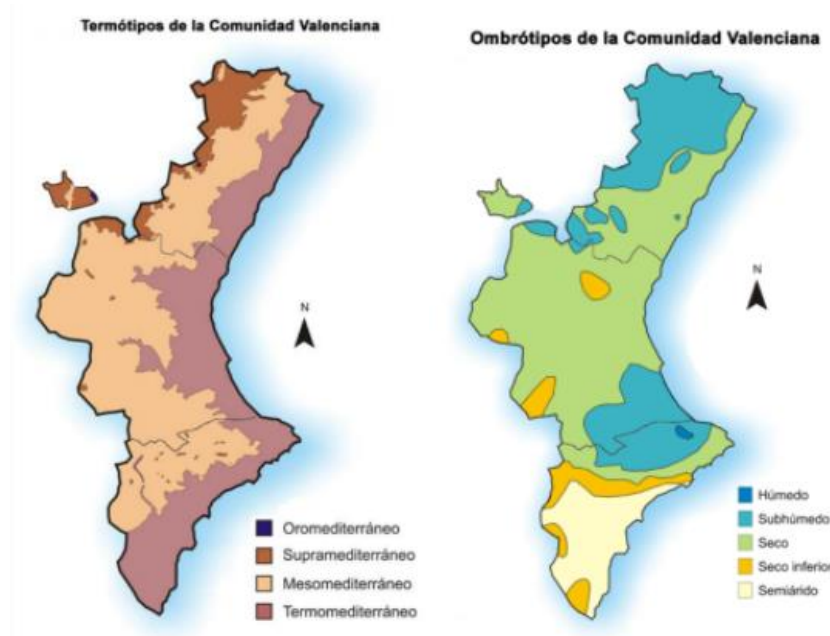 Termótipos de la Comunidad Valenciana
N
Oromediterráneo
Supramediterráneo
Mesomediterráneo
Termomediterráneo
Ombrótipos de la Comunidad Valenciana
N
Húmedo
Subhúmedo
Seco
Seco inferior
Semiárido